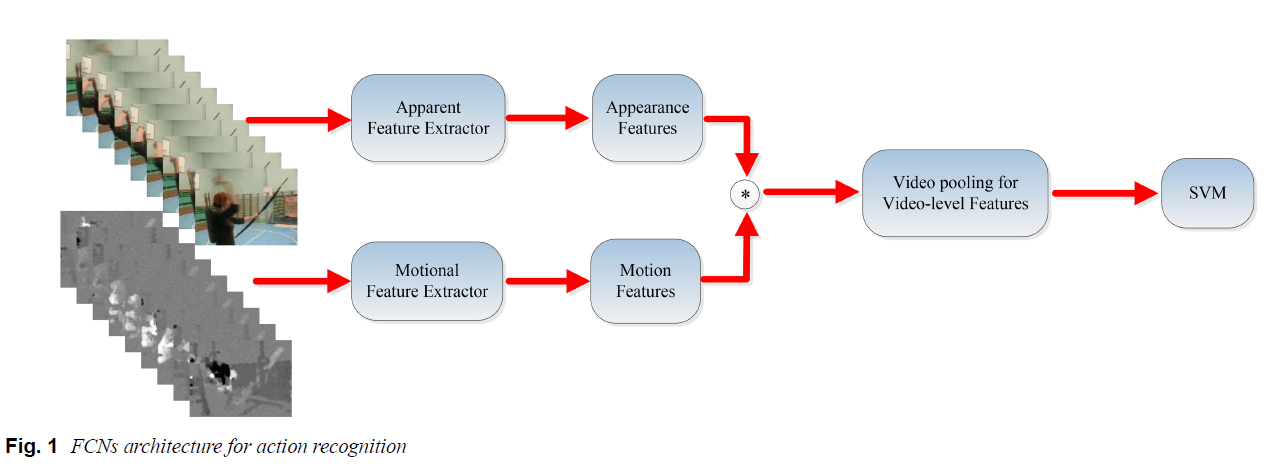 Apparent
Feature Extractor
Appearance
Features
*
Video pooling for
Video-level Features
SVM
Motional
Feature Extractor
Motion
Features
Fig. 1 FCNs architecture for action recognition